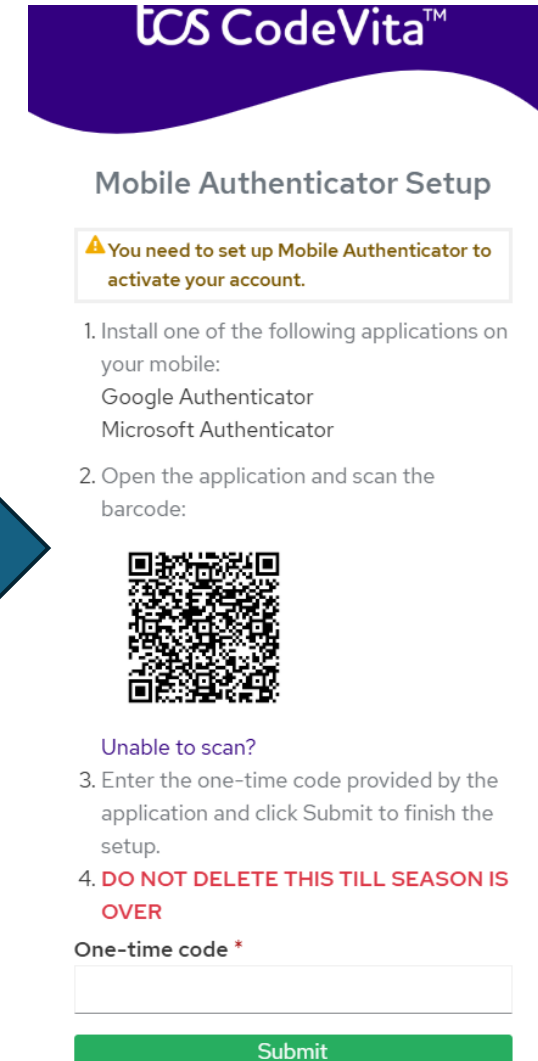 tcs CodeVita™
Mobile Authenticator Setup
You need to set up Mobile Authenticator to
activate your account.
1. Install one of the following applications on
your mobile:
Google Authenticator
Microsoft Authenticator
2. Open the application and scan the
barcode:
Unable to scan?
3. Enter the one-time code provided by the
application and click Submit to finish the
setup.
4. DO NOT DELETE THIS TILL SEASON IS
OVER
One-time code *
Submit